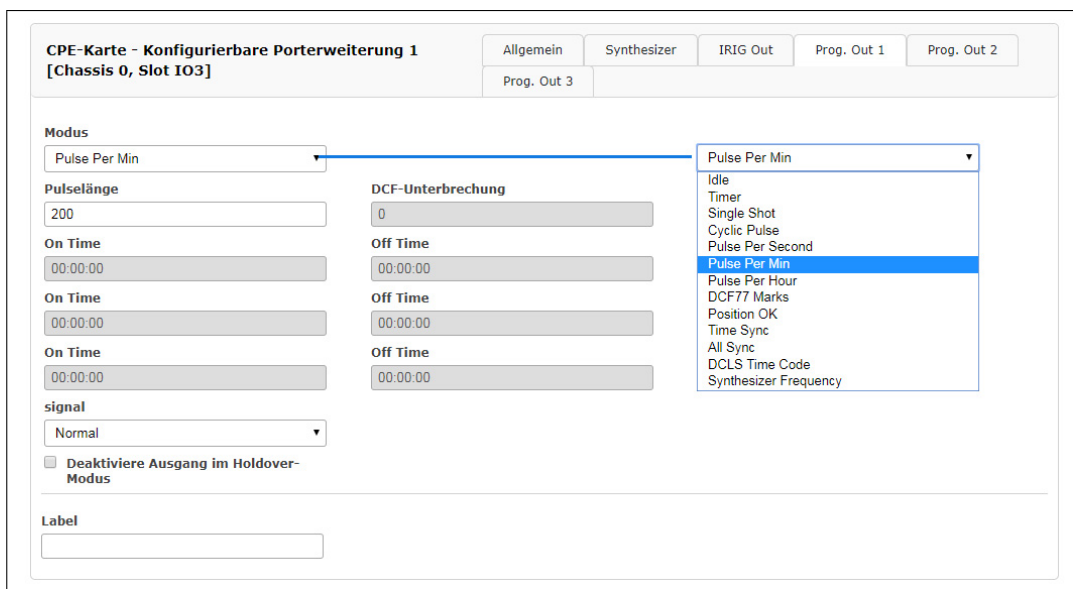 CPE-Karte - Konfigurierbare Porterweiterung 1
[Chassis 0, Slot IO3]
Allgemein
Synthesizer
IRIG Out
Prog. Out 1
Prog. Out 2
Prog. Out 3
Modus
Pulse Per Min
Pulselänge
DCF-Unterbrechung
200
0
On Time
Off Time
00:00:00
00:00:00
On Time
Off Time
00:00:00
00:00:00
On Time
Off Time
00:00:00
00:00:00
signal
Normal
Deaktiviere Ausgang im Holdover-
Modus
Label
Pulse Per Min
Idle
Timer
Single Shot
Cyclic Pulse
Pulse Per Second
Pulse Per Min
Pulse Per Hour
DCF77 Marks
Position OK
Time Sync
All Sync
DCLS Time Code
Synthesizer Frequency